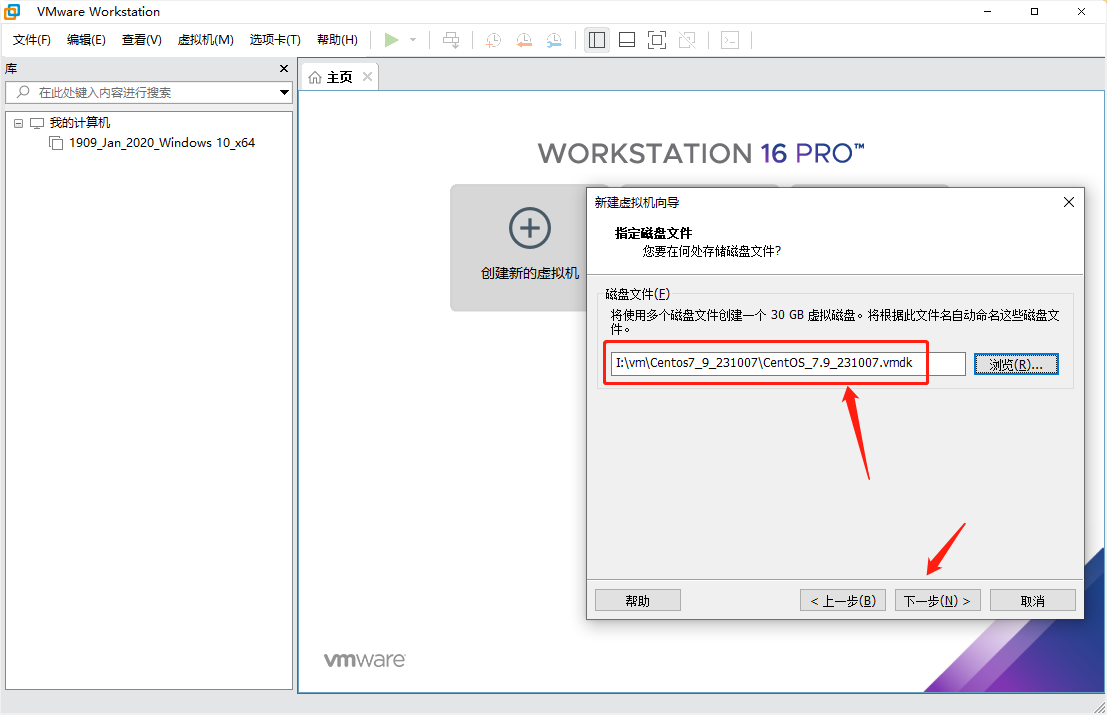 VMware Workstation
文件(F) 编辑(E) 查看(V) 虚拟机(M) 选项卡(T) 帮助(H)
库
在此处键入内容进行搜索
我的计算机
1909_Jan_2020_Windows 10_x64
主页
WORKSTATION 16 PRO™
创建新的虚拟机
新建虚拟机向导
指定磁盘文件
您要在何处存储磁盘文件?
磁盘文件(F)
将使用多个磁盘文件创建一个 30 GB 虚拟磁盘。将根据此文件名自动命名这些磁盘文
件。
I:\vm\Centos7_9_231007\CentOS_7.9_231007.vmdk
浏览(R)...
帮助
< 上一步(B)
下一步(N) >
取消
vmware